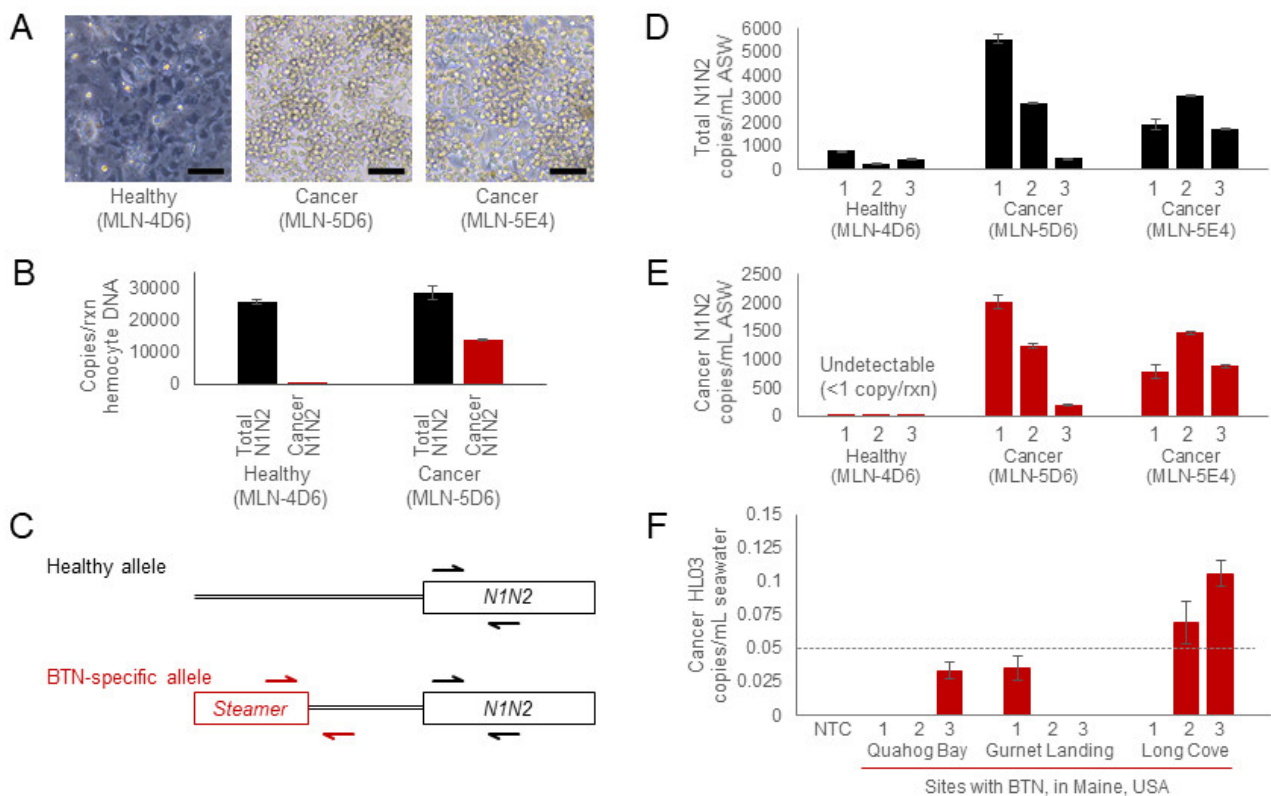 A
Healthy
(MLN-4D6)
Cancer
(MLN-5D6)
Cancer
(MLN-5E4)
B
Copies/rxn
hemocyte DNA
30000
20000
10000
0
Total
N1N2
Cancer
N1N2
Total
N1N2
Cancer
N1N2
Healthy
(MLN-4D6)
Cancer
(MLN-5D6)
C
Healthy allele
N1N2
BTN-specific allele
Steamer
N1N2
D
Total N1N2
copies/mL ASW
6000
5000
4000
3000
2000
1000
0
1 2 3
Healthy
(MLN-4D6)
1 2 3
Cancer
(MLN-5D6)
1 2 3
Cancer
(MLN-5E4)
E
Cancer N1N2
copies/mL ASW
2500
2000
1500
1000
500
0
Undetectable
(<1 copy/rxn)
1 2 3
Healthy
(MLN-4D6)
1 2 3
Cancer
(MLN-5D6)
1 2 3
Cancer
(MLN-5E4)
F
Cancer HL03
copies/mL seawater
0.15
0.125
0.1
0.075
0.05
0.025
0
NTC
1 2 3
Quahog Bay
1 2 3
Gurnet Landing
1 2 3
Long Cove
Sites with BTN, in Maine, USA